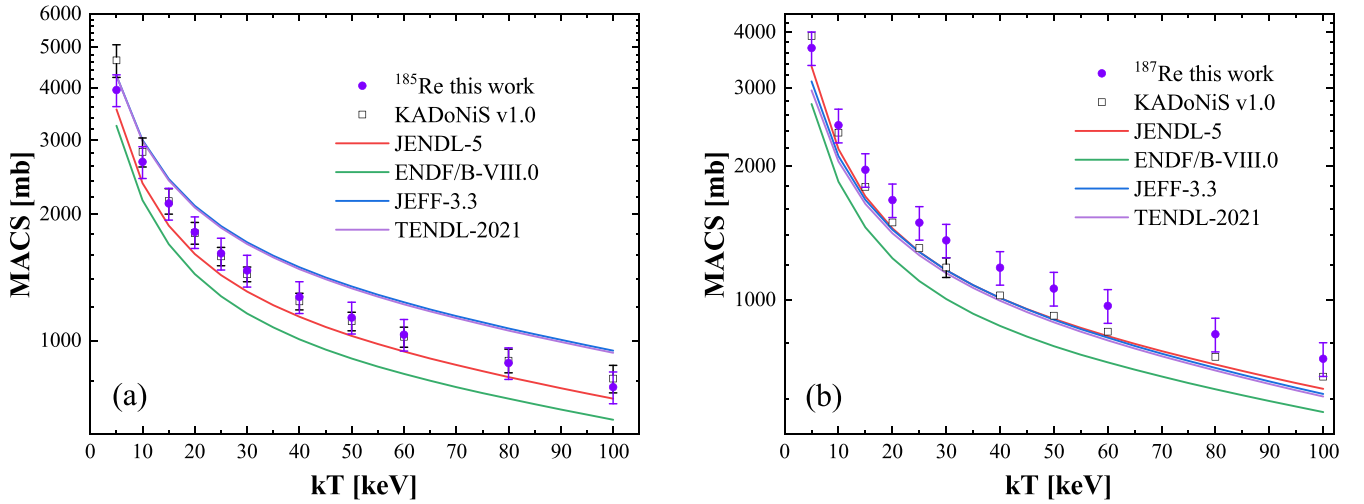 6000
5000
4000
3000
2000
1000
MACS [mb]
185Re this work
KADoNiS v1.0
JENDL-5
ENDF/B-VIII.0
JEFF-3.3
TENDL-2021
(a)
0 10 20 30 40 50 60 70 80 90 100
kT [keV]
4000
3000
2000
1000
MACS [mb]
187Re this work
KADoNiS v1.0
JENDL-5
ENDF/B-VIII.0
JEFF-3.3
TENDL-2021
(b)
0 10 20 30 40 50 60 70 80 90 100
kT [keV]